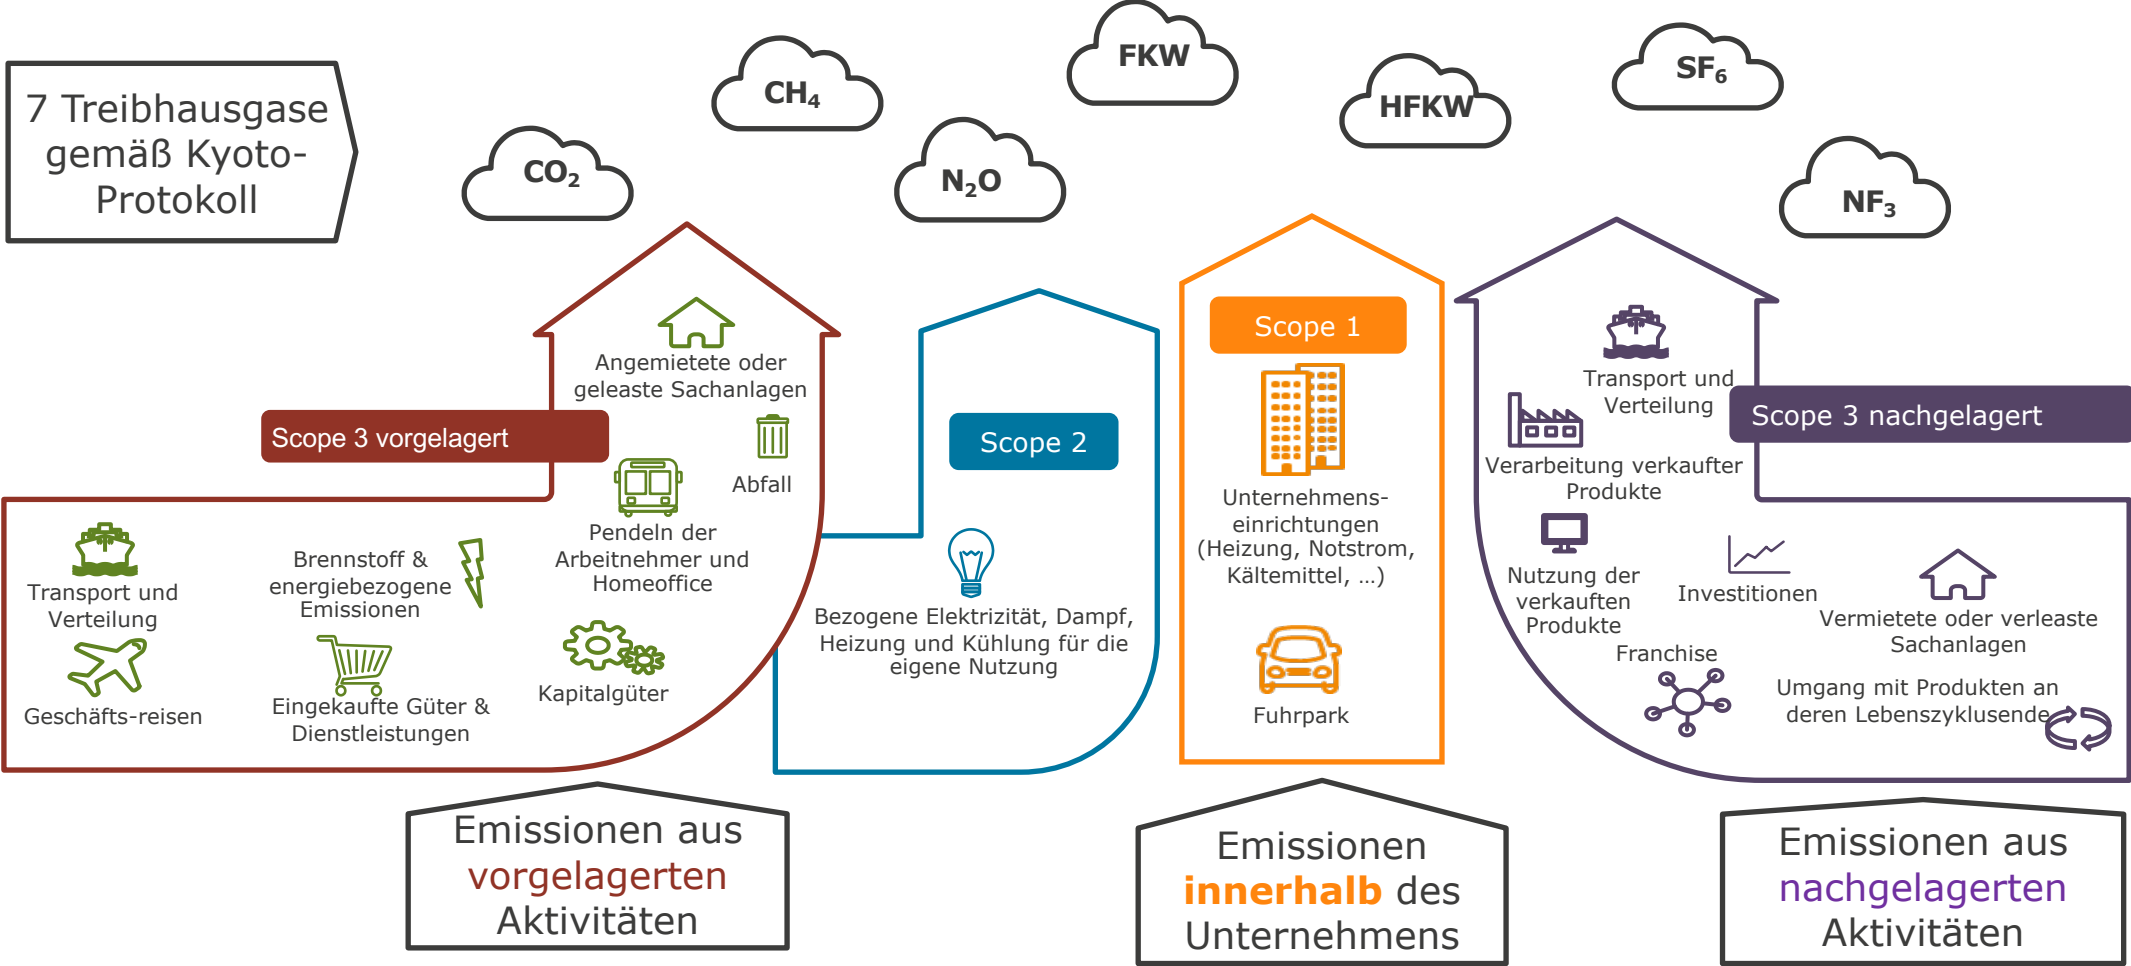 7 Treibhausgase
gemäß Kyoto-
Protokoll
CO₂
CH₄
N₂O
FKW
HFKW
SF₆
NF₃
Scope 3 vorgelagert
Angemietete oder
geleaste Sachanlagen
Abfall
Pendeln der
Arbeitnehmer und
Homeoffice
Transport und
Verteilung
Brennstoff &
energiebezogene
Emissionen
Geschäfts-reisen
Eingekaufte Güter &
Dienstleistungen
Kapitalgüter
Scope 2
Bezogene Elektrizität, Dampf,
Heizung und Kühlung für die
eigene Nutzung
Scope 1
Unternehmens-
einrichtungen
(Heizung, Notstrom,
Kältemittel, …)
Fuhrpark
Scope 3 nachgelagert
Transport und
Verteilung
Verarbeitung verkaufter
Produkte
Nutzung der
verkauften
Produkte
Investitionen
Vermietete oder verleaste
Sachanlagen
Franchise
Umgang mit Produkten an
deren Lebenszyklusende
Emissionen aus
vorgelagerten
Aktivitäten
Emissionen
innerhalb des
Unternehmens
Emissionen aus
nachgelagerten
Aktivitäten